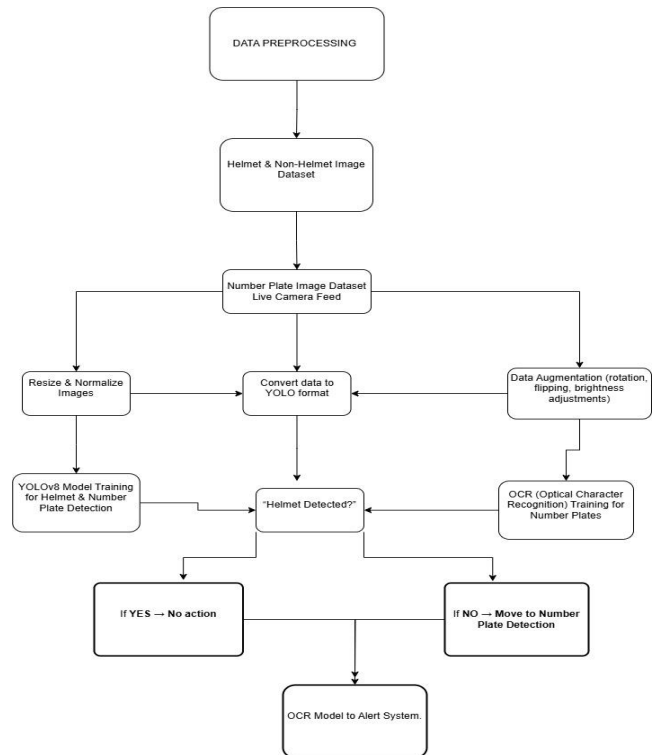 DATA PREPROCESSING
Helmet & Non-Helmet Image
Dataset
Number Plate Image Dataset
Live Camera Feed
Resize & Normalize
Images
Convert data to
YOLO format
Data Augmentation (rotation,
flipping, brightness
adjustments)
YOLOv8 Model Training
for Helmet & Number
Plate Detection
“Helmet Detected?”
OCR (Optical Character
Recognition) Training for
Number Plates
If YES → No action
If NO → Move to Number
Plate Detection
OCR Model to Alert System.